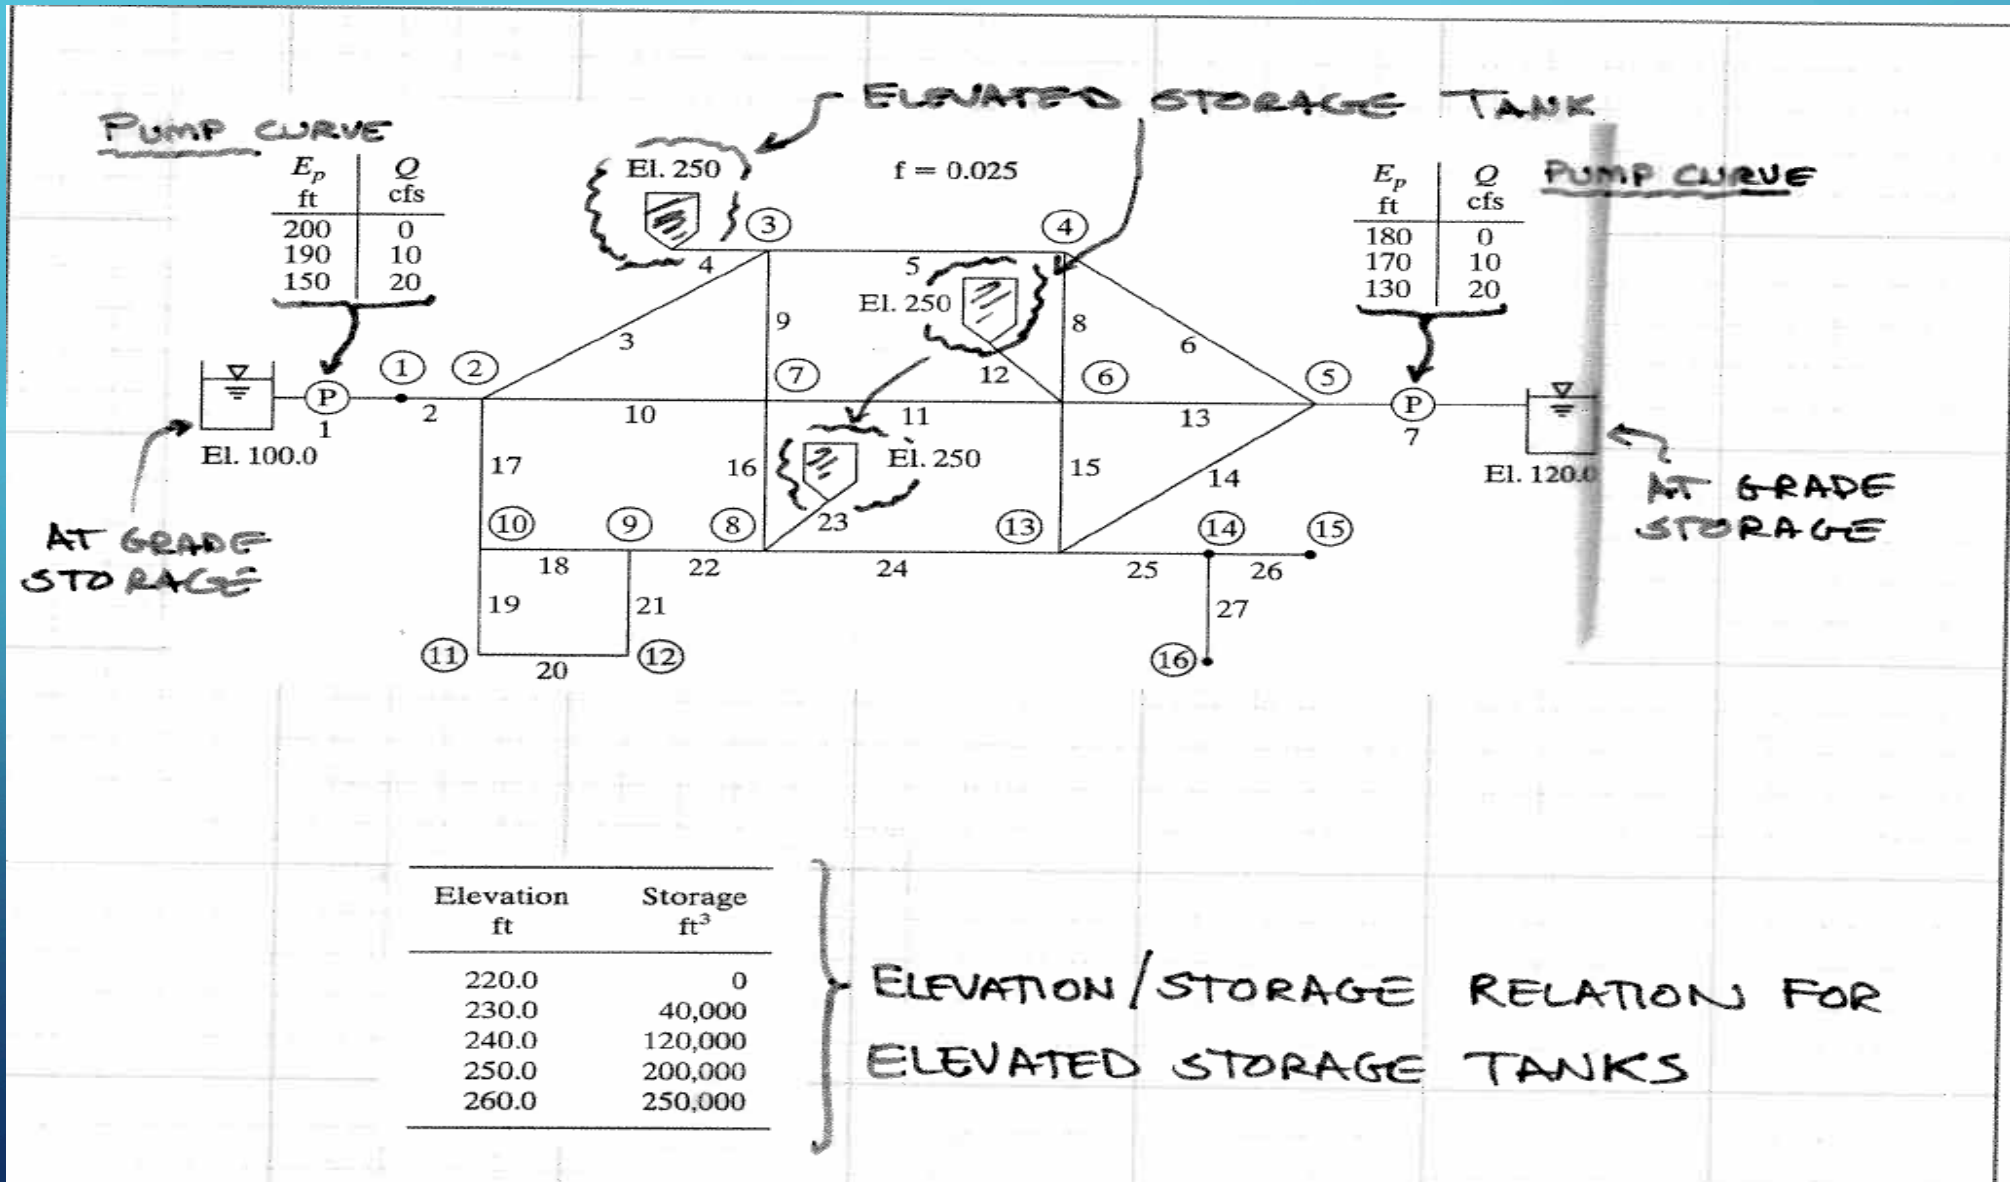 ELEVATED STORAGE TANK
PUMP CURVE
E_p Q
ft cfs
200 0
190 10
150 20
El. 250
f = 0.025
E_p Q
ft cfs
180 0
170 10
130 20
PUMP CURVE
3
4
4
5
El. 250
9
8
3
6
1
2
7
12
6
5
P
2
10
11
13
P
1
7
El. 100.0
El. 250
El. 120.0
17
16
15
14
AT GRADE
STORAGE
AT GRADE
STORAGE
10
9
8
23
13
14
15
18
22
24
25
26
19
21
27
11
20
12
16
Elevation Storage
ft ft³
220.0 0
230.0 40,000
240.0 120,000
250.0 200,000
260.0 250,000
ELEVATION/STORAGE RELATION FOR
ELEVATED STORAGE TANKS